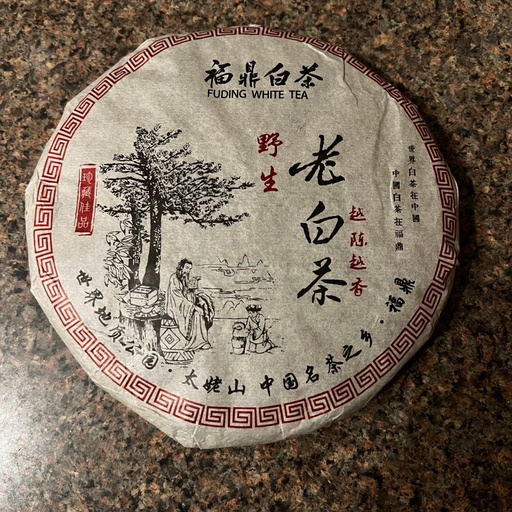 福鼎白茶
FUDING WHITE TEA
野生
老白茶
越陈越香
世界白茶在中國
中國白茶在福鼎
珍藏佳品
世界地质公园·太姥山 中国名茶之乡·福鼎